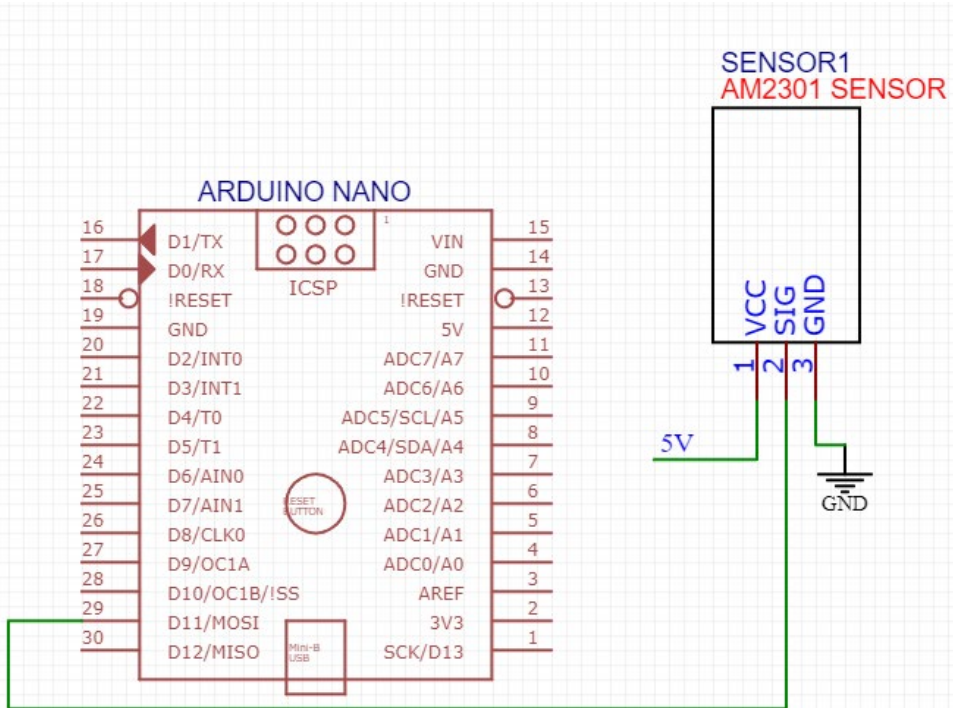 SENSOR1
AM2301 SENSOR
VCC
SIG
GND
1
2
3
5V
GND
ARDUINO NANO
1
ICSP
16 D1/TX VIN 15
17 D0/RX GND 14
18 !RESET !RESET 13
19 GND 5V 12
20 D2/INT0 ADC7/A7 11
21 D3/INT1 ADC6/A6 10
22 D4/T0 ADC5/SCL/A5 9
23 D5/T1 ADC4/SDA/A4 8
24 D6/AIN0 ADC3/A3 7
25 D7/AIN1 ADC2/A2 6
26 D8/CLK0 ADC1/A1 5
27 D9/OC1A ADC0/A0 4
28 D10/OC1B/!SS AREF 3
29 D11/MOSI 3V3 2
30 D12/MISO SCK/D13 1
RESET
BUTTON
Mini-B
USB